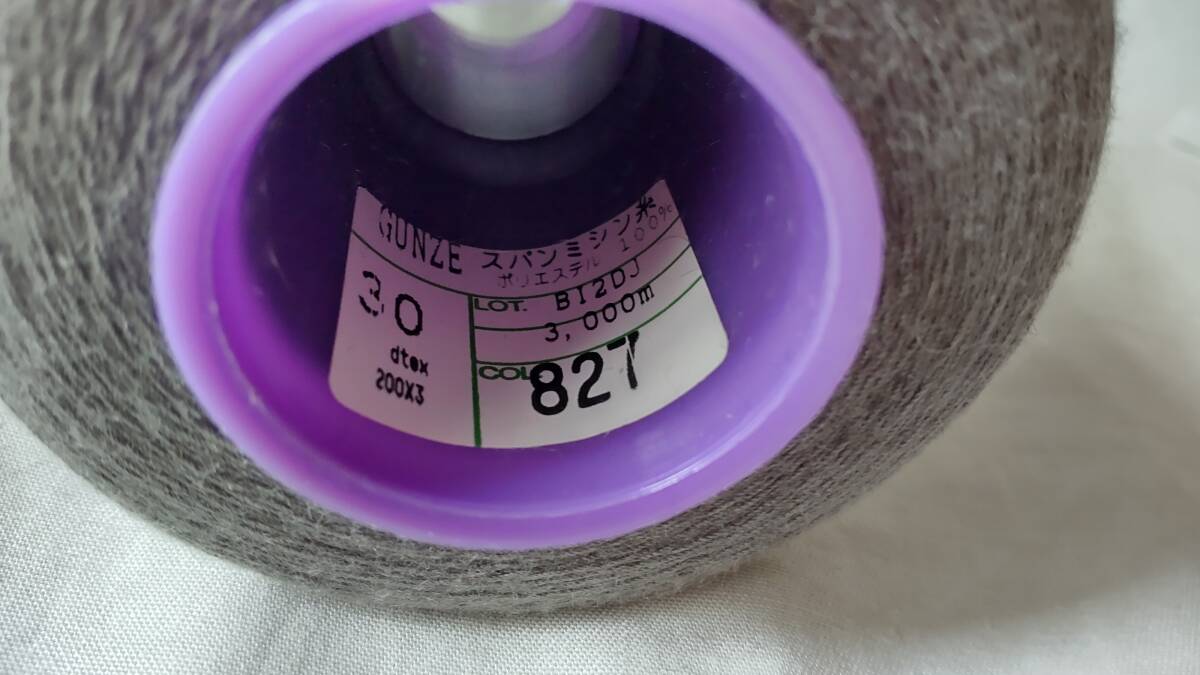 GUNZE スパンミシン糸
ポリエステル 100%
30
dtex
200X3
LOT. BI2DJ
3,000m
COL 827